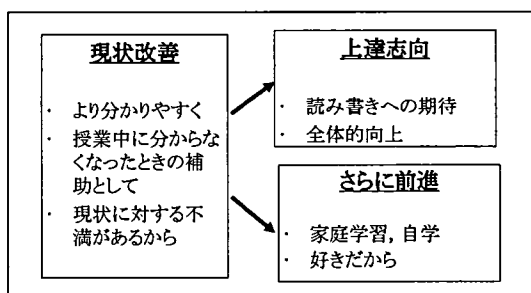 現状改善
・ より分かりやすく
・ 授業中に分からな
くなったときの補
助として
・ 現状に対する不
満があるから
上達志向
・ 読み書きへの期待
・ 全体的向上
さらに前進
・ 家庭学習，自学
・ 好きだから